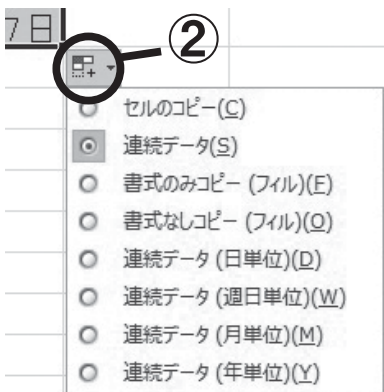 7日
②
セルのコピー(C)
連続データ(S)
書式のみコピー (フィル)(F)
書式なしコピー (フィル)(O)
連続データ (日単位)(D)
連続データ (週日単位)(W)
連続データ (月単位)(M)
連続データ (年単位)(Y)